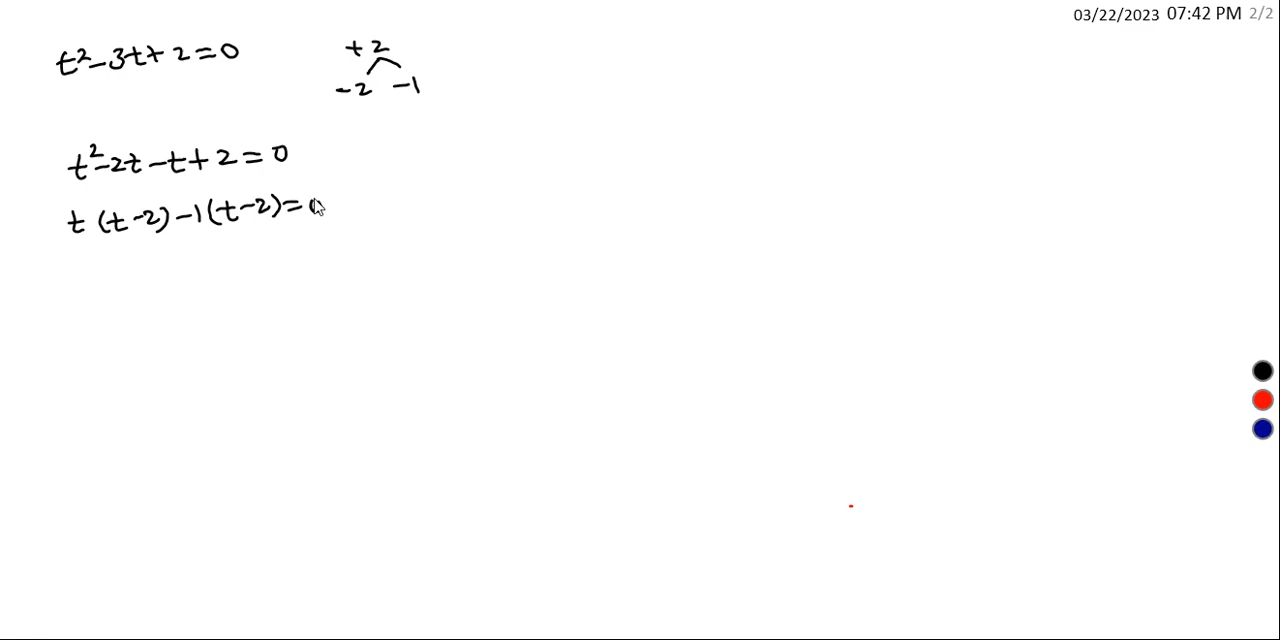 03/22/2023 07:42 PM 2/2
t² - 3t + 2 = 0
+2
-2 -1
t² - 2t - t + 2 = 0
t (t - 2) - 1 (t - 2) = 0